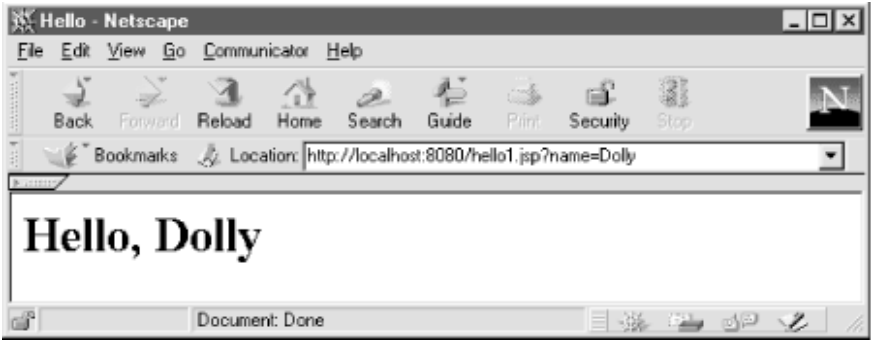 Hello - Netscape
File Edit View Go Communicator Help
Back Forward Reload Home Search Guide Print Security Stop
N
Bookmarks Location: http://localhost:8080/hello1.jsp?name=Dolly
Hello, Dolly
Document: Done